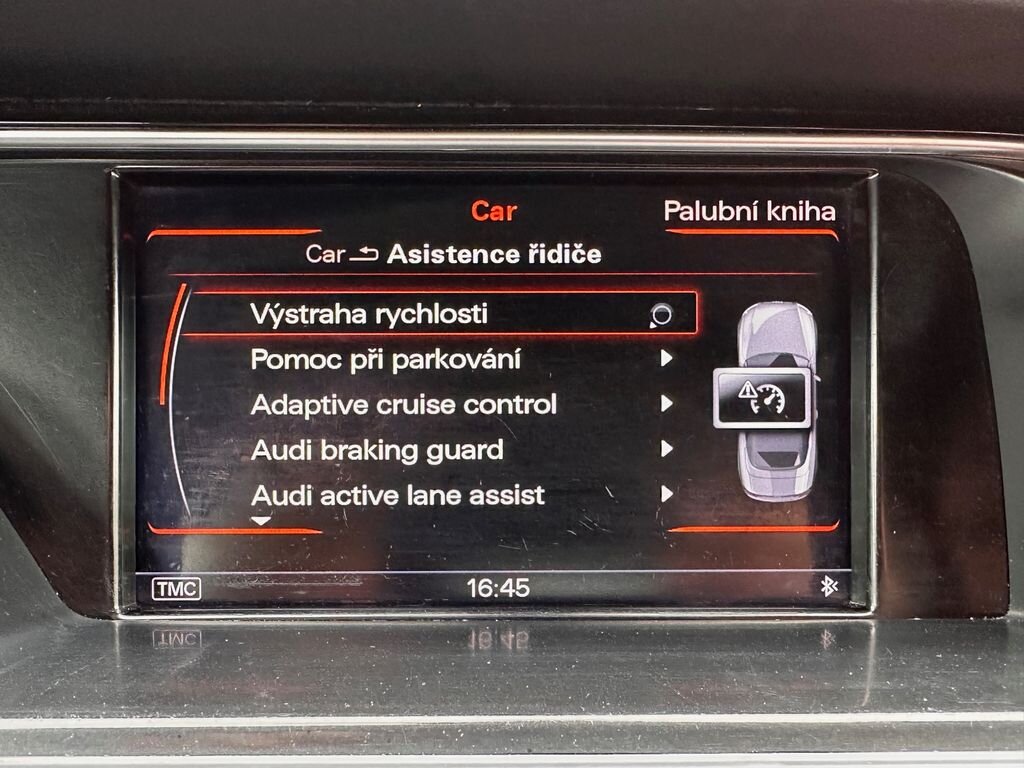 Car
Palubní kniha
Car Asistence řidiče
Výstraha rychlosti
Pomoc při parkování
Adaptive cruise control
Audi braking guard
Audi active lane assist
TMC
16:45